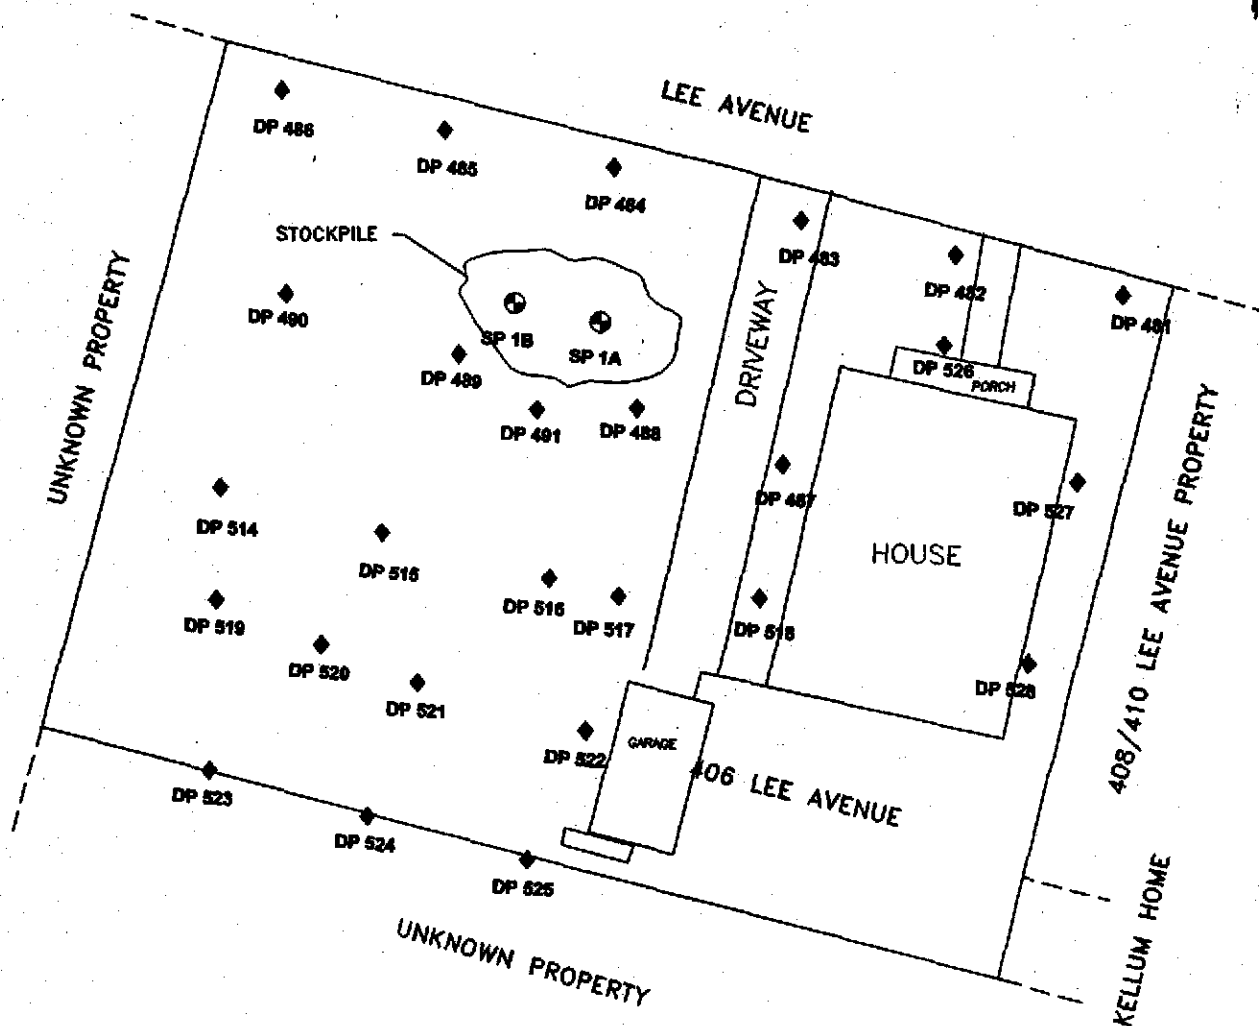 LEE AVENUE
DP 486
DP 485
DP 484
STOCKPILE
DP 483
DP 482
DP 481
UNKNOWN PROPERTY
DP 490
SP 1B
SP 1A
DRIVEWAY
DP 489
DP 526
PORCH
DP 491
DP 488
DP 487
DP 527
408/410 LEE AVENUE PROPERTY
DP 514
DP 515
HOUSE
DP 516
DP 517
DP 518
DP 519
DP 520
DP 521
DP 528
DP 522
GARAGE
406 LEE AVENUE
DP 523
DP 524
DP 525
KELLUM HOME
UNKNOWN PROPERTY